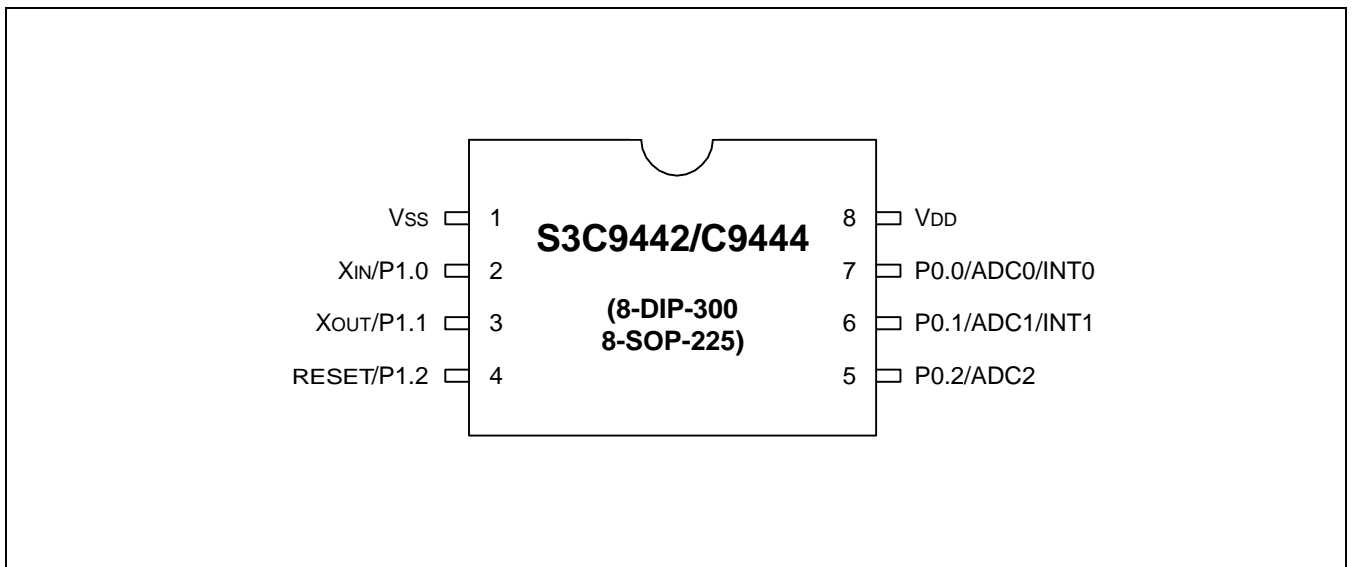 S3C9442/C9444
(8-DIP-300
8-SOP-225)
VSS 1
XIN/P1.0 2
XOUT/P1.1 3
RESET/P1.2 4
8 VDD
7 P0.0/ADC0/INT0
6 P0.1/ADC1/INT1
5 P0.2/ADC2